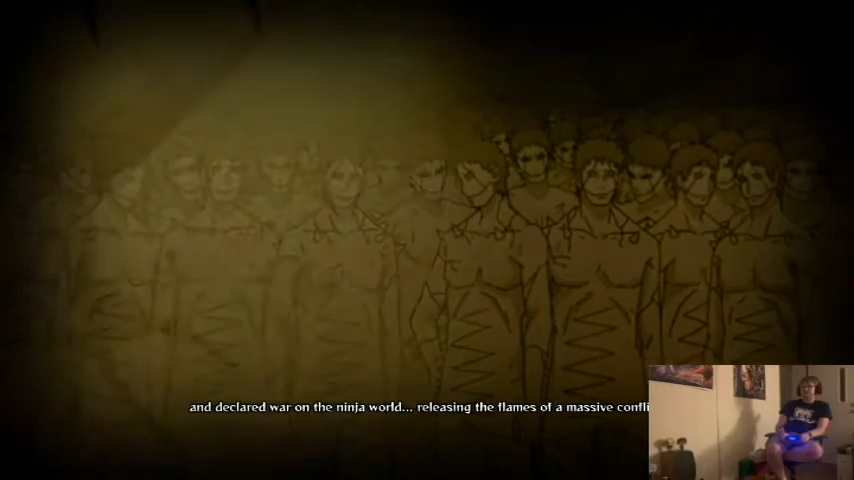 and declared war on the ninja world... releasing the flames of a massive confli